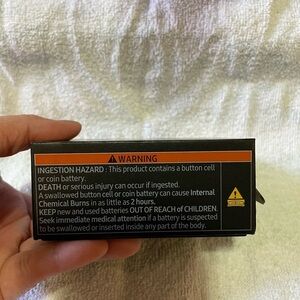 WARNING
INGESTION HAZARD : This product contains a button cell
or coin battery.
DEATH or serious injury can occur if ingested.
A swallowed button cell or coin battery can cause Internal
Chemical Burns in as little as 2 hours.
KEEP new and used batteries OUT OF REACH of CHILDREN.
Seek immediate medical attention if a battery is suspected
to be swallowed or inserted inside any part of the body.